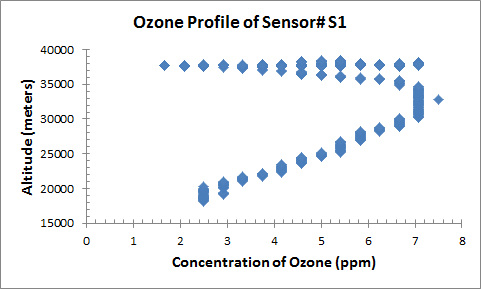 Ozone Profile of Sensor# S1
Altitude (meters)
40000
35000
30000
25000
20000
15000
0 1 2 3 4 5 6 7 8
Concentration of Ozone (ppm)